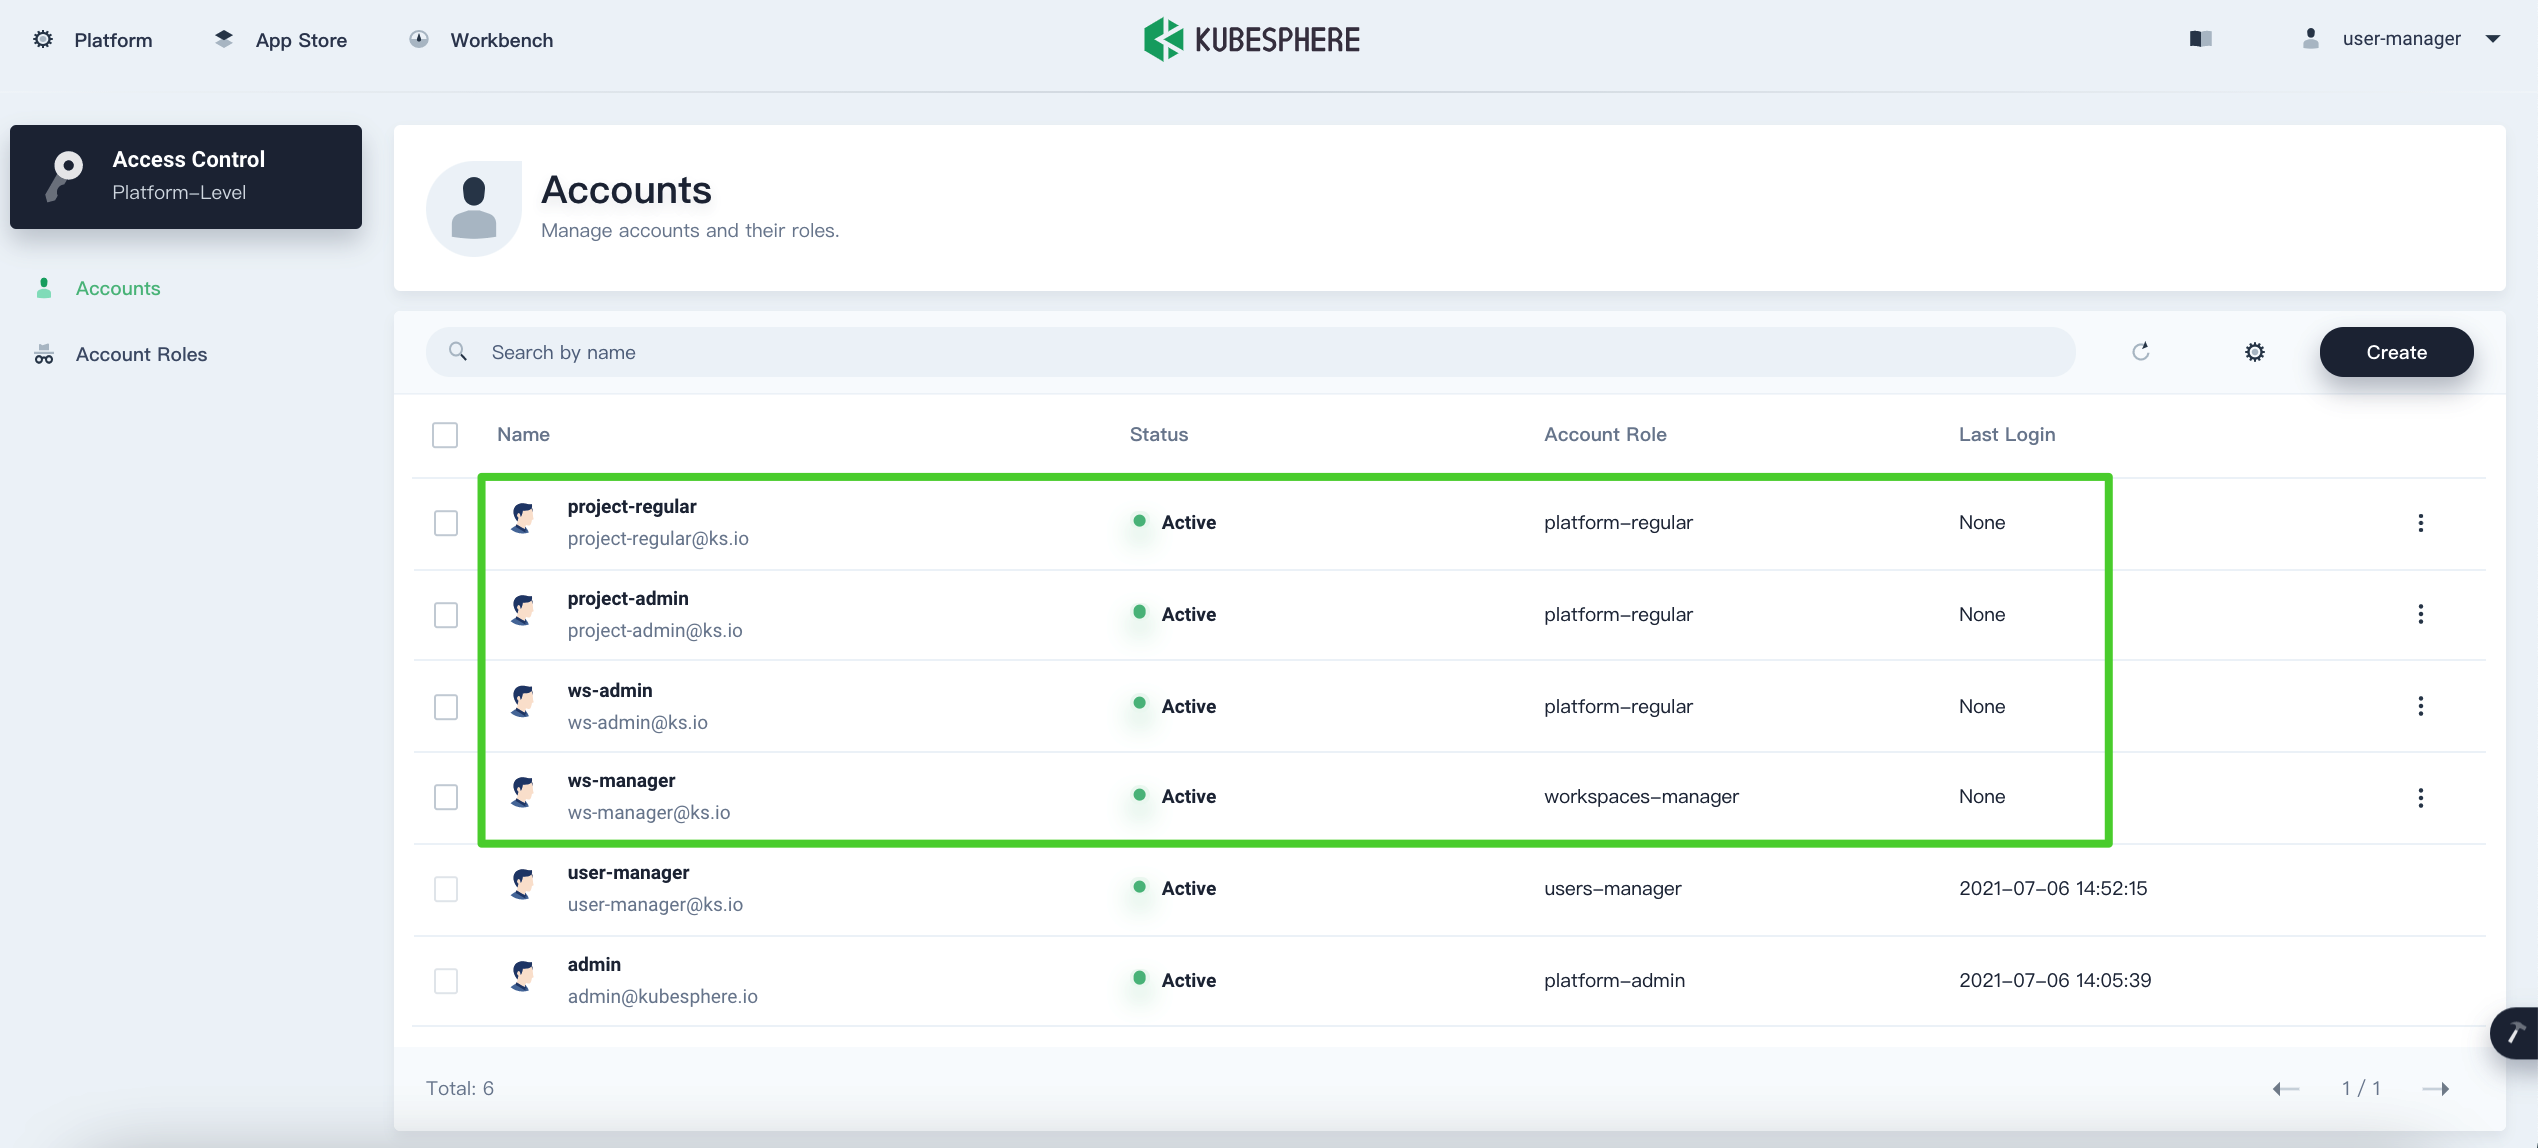 Platform
App Store
Workbench
KUBESPHERE
user-manager
Access Control
Platform-Level
Accounts
Account Roles
Accounts
Manage accounts and their roles.
Search by name
Create
Name Status Account Role Last Login
project-regular
project-regular@ks.io
Active platform-regular None
project-admin
project-admin@ks.io
Active platform-regular None
ws-admin
ws-admin@ks.io
Active platform-regular None
ws-manager
ws-manager@ks.io
Active workspaces-manager None
user-manager
user-manager@ks.io
Active users-manager 2021-07-06 14:52:15
admin
admin@kubesphere.io
Active platform-admin 2021-07-06 14:05:39
Total: 6
1 / 1